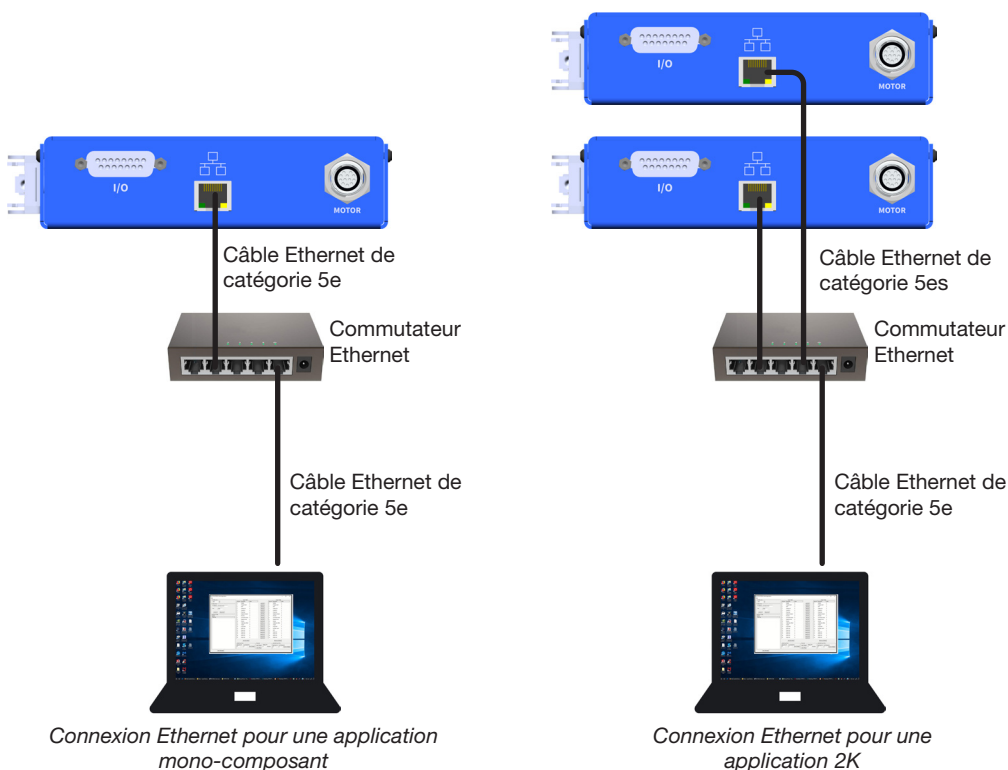 I/O
MOTOR
Câble Ethernet de
catégorie 5e
Commutateur
Ethernet
Câble Ethernet de
catégorie 5e
Connexion Ethernet pour une application
mono-composant
I/O
MOTOR
I/O
MOTOR
Câble Ethernet de
catégorie 5es
Commutateur
Ethernet
Câble Ethernet de
catégorie 5e
Connexion Ethernet pour une
application 2K